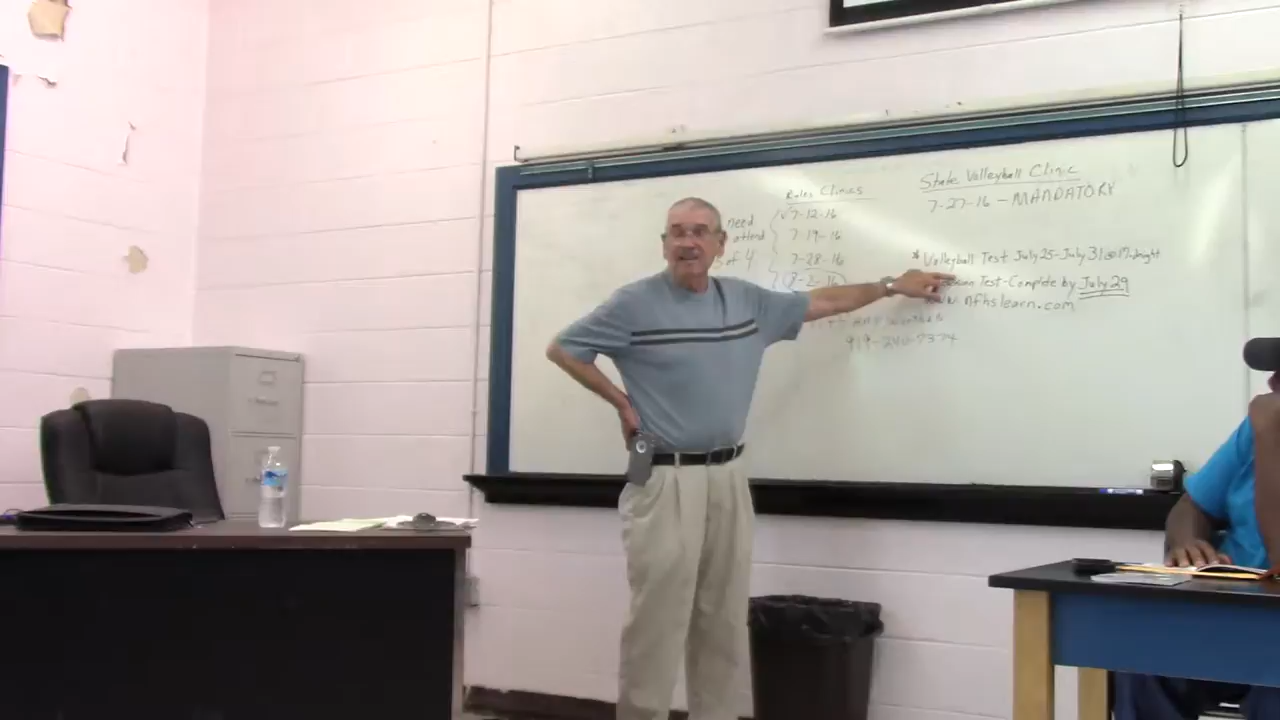 Rules Clinics
need
attend
of 4
7-12-16
7-19-16
7-28-16
8-2-16
State Volleyball Clinic
7-27-16 - MANDATORY
* Volleyball Test July 25-July 31 @ Midnight
Test-Complete by July 29
nfhslearn.com
919-